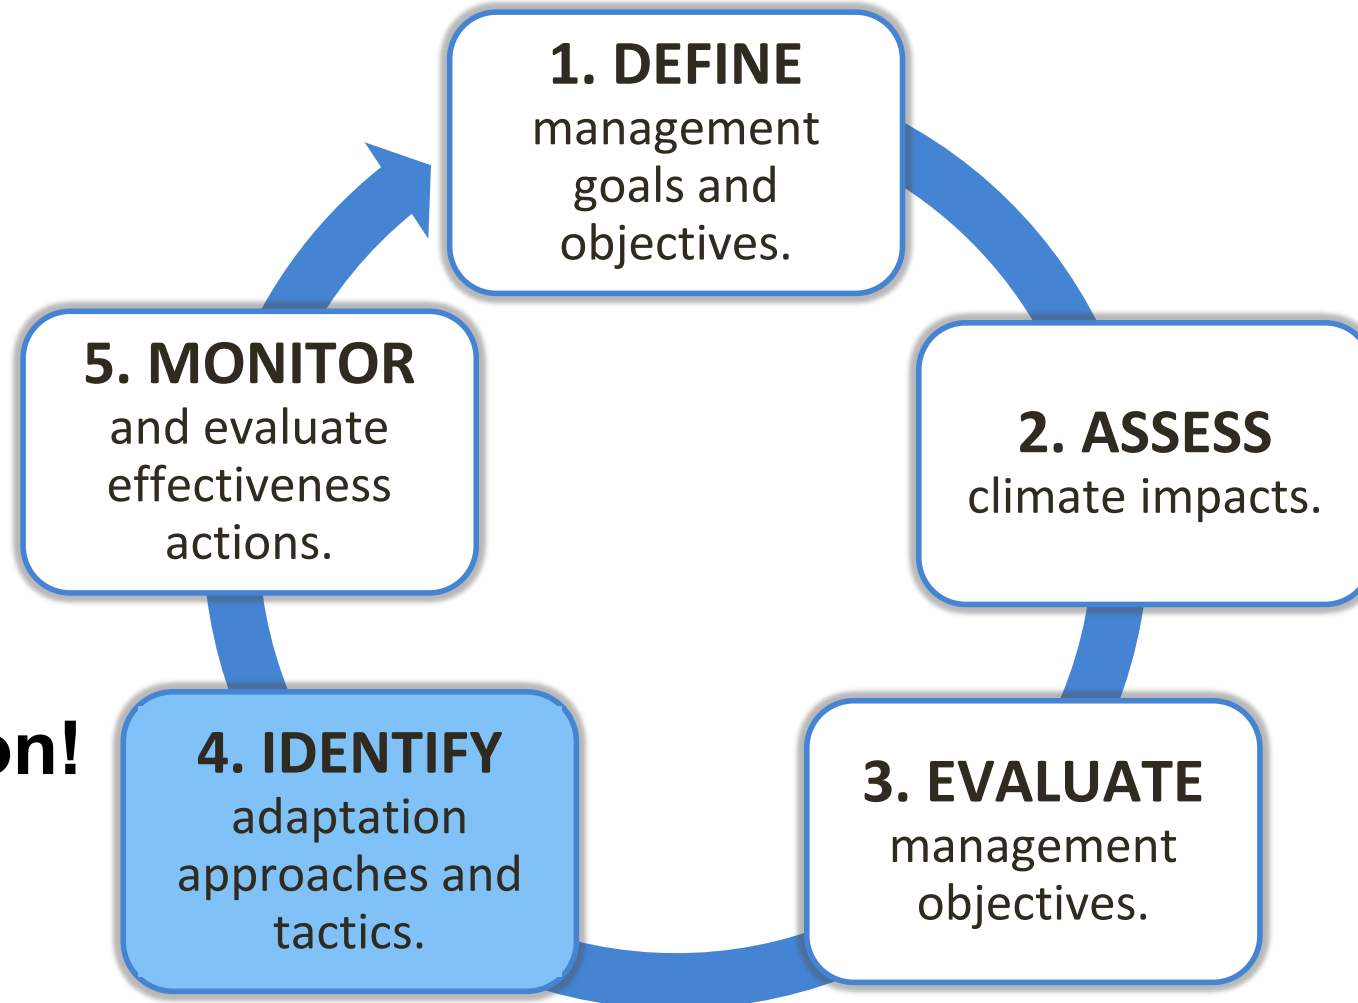 1. DEFINE
management
goals and
objectives.
2. ASSESS
climate impacts.
3. EVALUATE
management
objectives.
4. IDENTIFY
adaptation
approaches and
tactics.
5. MONITOR
and evaluate
effectiveness
actions.
on!